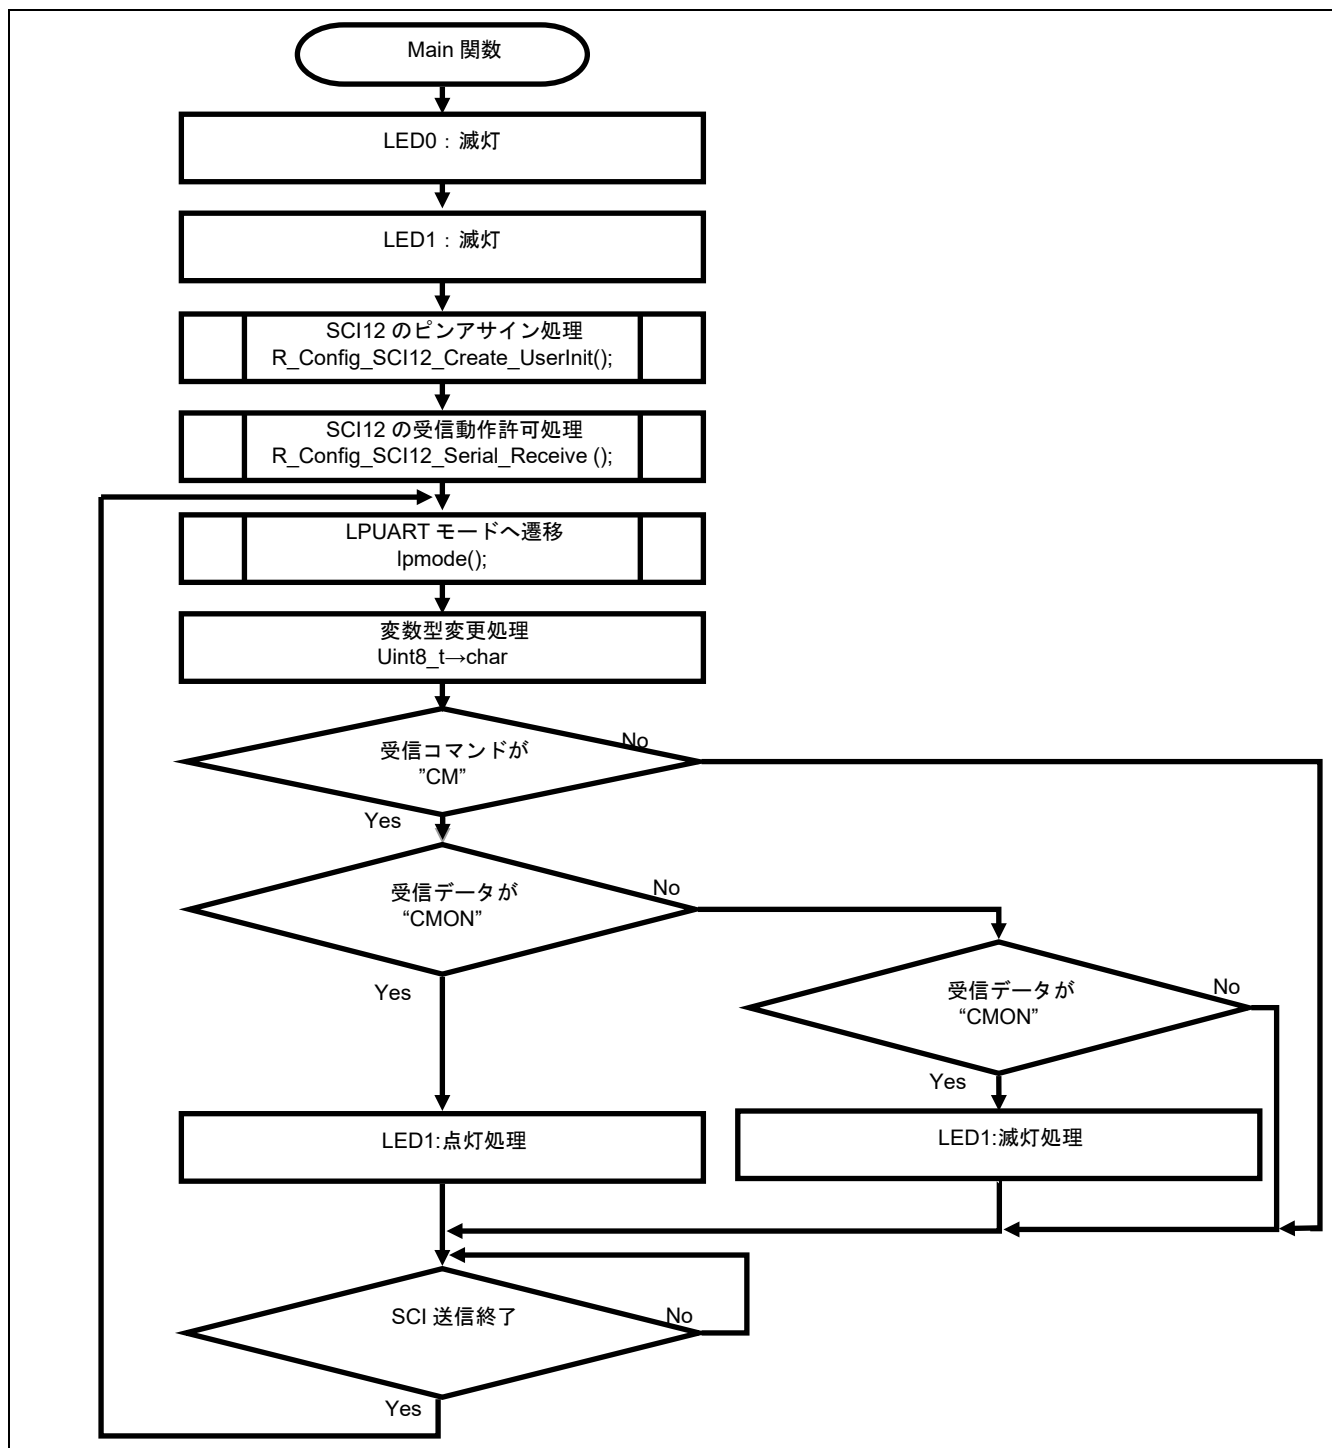 Main 関数
LED0：滅灯
LED1：滅灯
SCI12 のピンアサイン処理
R_Config_SCI12_Create_UserInit();
SCI12 の受信動作許可処理
R_Config_SCI12_Serial_Receive ();
LPUART モードへ遷移
lpmode();
変数型変更処理
Uint8_t→char
受信コマンドが
”CM”
No
Yes
受信データが
“CMON”
No
Yes
受信データが
“CMON”
No
Yes
LED1:点灯処理
LED1:滅灯処理
SCI 送信終了
No
Yes